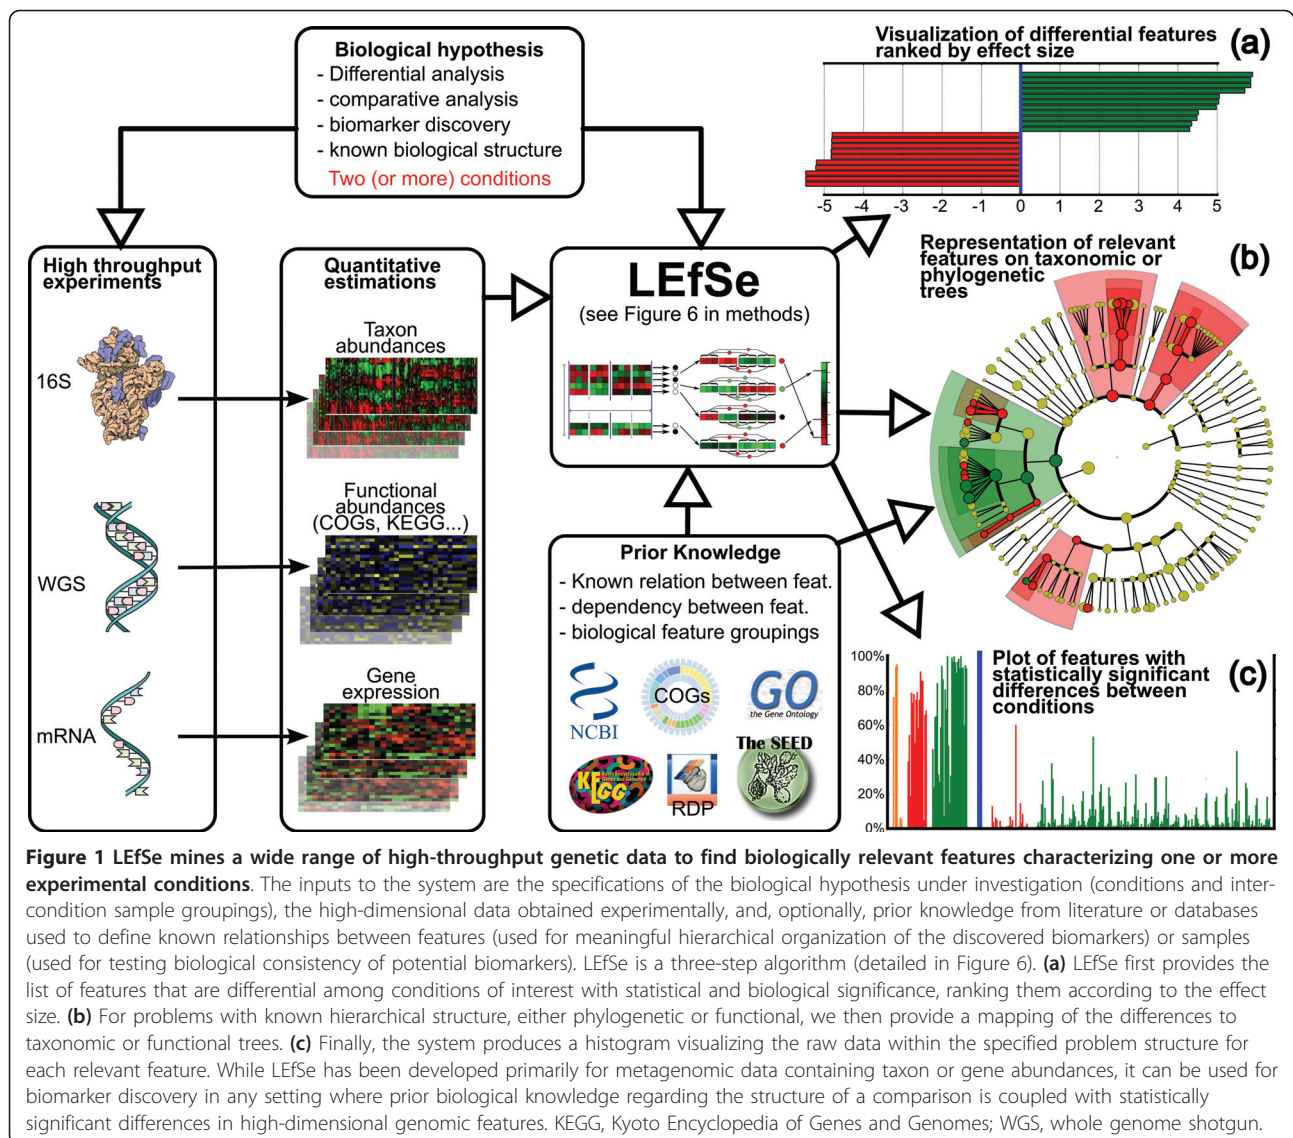 Biological hypothesis
- Differential analysis
- comparative analysis
- biomarker discovery
- known biological structure
Two (or more) conditions
Visualization of differential features
ranked by effect size
(a)
-5 -4 -3 -2 -1 0 1 2 3 4 5
High throughput
experiments
16S
WGS
mRNA
Quantitative
estimations
Taxon
abundances
Functional
abundances
(COGs, KEGG...)
Gene
expression
LEfSe
(see Figure 6 in methods)
Representation of relevant
features on taxonomic or
phylogenetic
trees
(b)
Prior Knowledge
- Known relation between feat.
- dependency between feat.
- biological feature groupings
NCBI
COGs
GO
the Gene Ontology
KEGG
Kyoto Encyclopedia of
Genes and Genomes
RDP
The SEED
100%
80%
60%
40%
20%
0%
Plot of features with
statistically significant
differences between
conditions
(c)
Figure 1 LEfSe mines a wide range of high-throughput genetic data to find biologically relevant features characterizing one or more
experimental conditions. The inputs to the system are the specifications of the biological hypothesis under investigation (conditions and inter-
condition sample groupings), the high-dimensional data obtained experimentally, and, optionally, prior knowledge from literature or databases
used to define known relationships between features (used for meaningful hierarchical organization of the discovered biomarkers) or samples
(used for testing biological consistency of potential biomarkers). LEfSe is a three-step algorithm (detailed in Figure 6). (a) LEfSe first provides the
list of features that are differential among conditions of interest with statistical and biological significance, ranking them according to the effect
size. (b) For problems with known hierarchical structure, either phylogenetic or functional, we then provide a mapping of the differences to
taxonomic or functional trees. (c) Finally, the system produces a histogram visualizing the raw data within the specified problem structure for
each relevant feature. While LEfSe has been developed primarily for metagenomic data containing taxon or gene abundances, it can be used for
biomarker discovery in any setting where prior biological knowledge regarding the structure of a comparison is coupled with statistically
significant differences in high-dimensional genomic features. KEGG, Kyoto Encyclopedia of Genes and Genomes; WGS, whole genome shotgun.